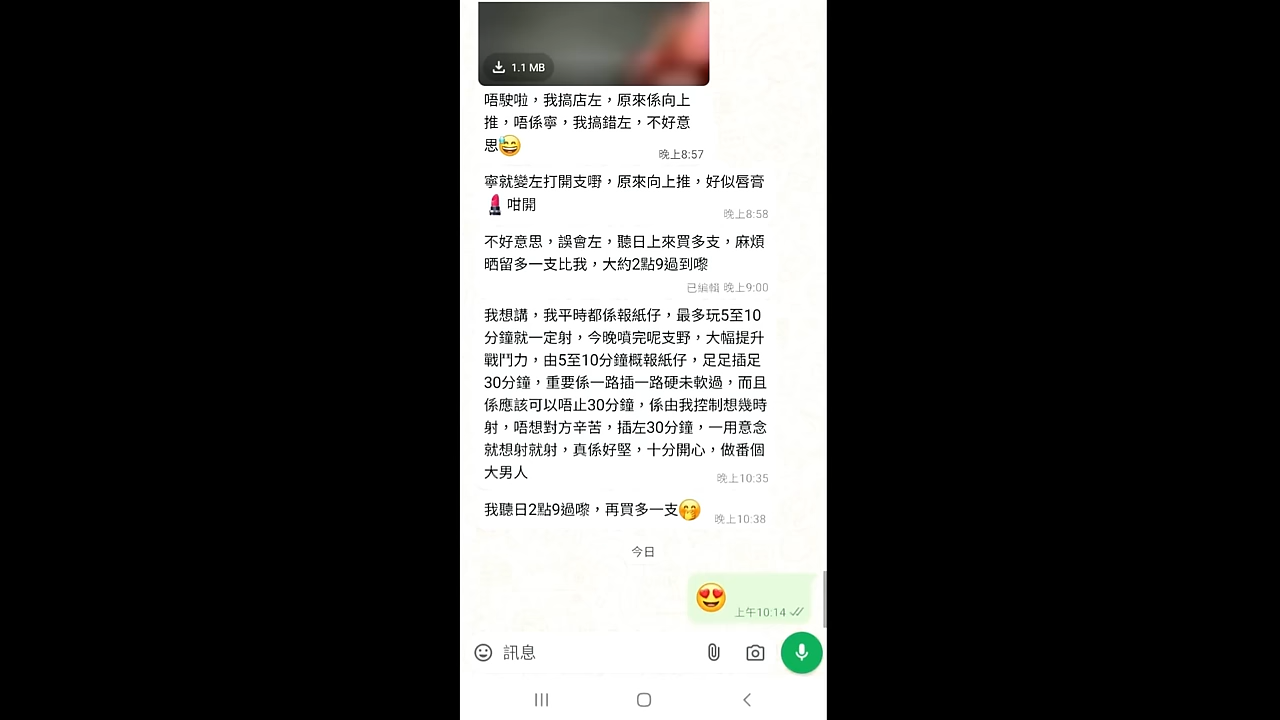 1.1 MB
唔駛啦，我搞店左，原來係向上
推，唔係寧，我搞錯左，不好意
思😅
晚上8:57
寧就變左打開支嘢，原來向上推，好似唇膏
💄咁開
晚上8:58
不好意思，誤會左，聽日上來買多支，麻煩
晒留多一支比我，大約2點9過到嚟
已編輯 晚上9:00
我想講，我平時都係報紙仔，最多玩5至10
分鐘就一定射，今晚噴完呢支野，大幅提升
戰鬥力，由5至10分鐘概報紙仔，足足插足
30分鐘，重要係一路插一路硬未軟過，而且
係應該可以唔止30分鐘，係由我控制想幾時
射，唔想對方辛苦，插左30分鐘，一用意念
就想射就射，真係好堅，十分開心，做番個
大男人
晚上10:35
我聽日2點9過嚟，再買多一支🤭
晚上10:38
今日
😍
上午10:14
訊息